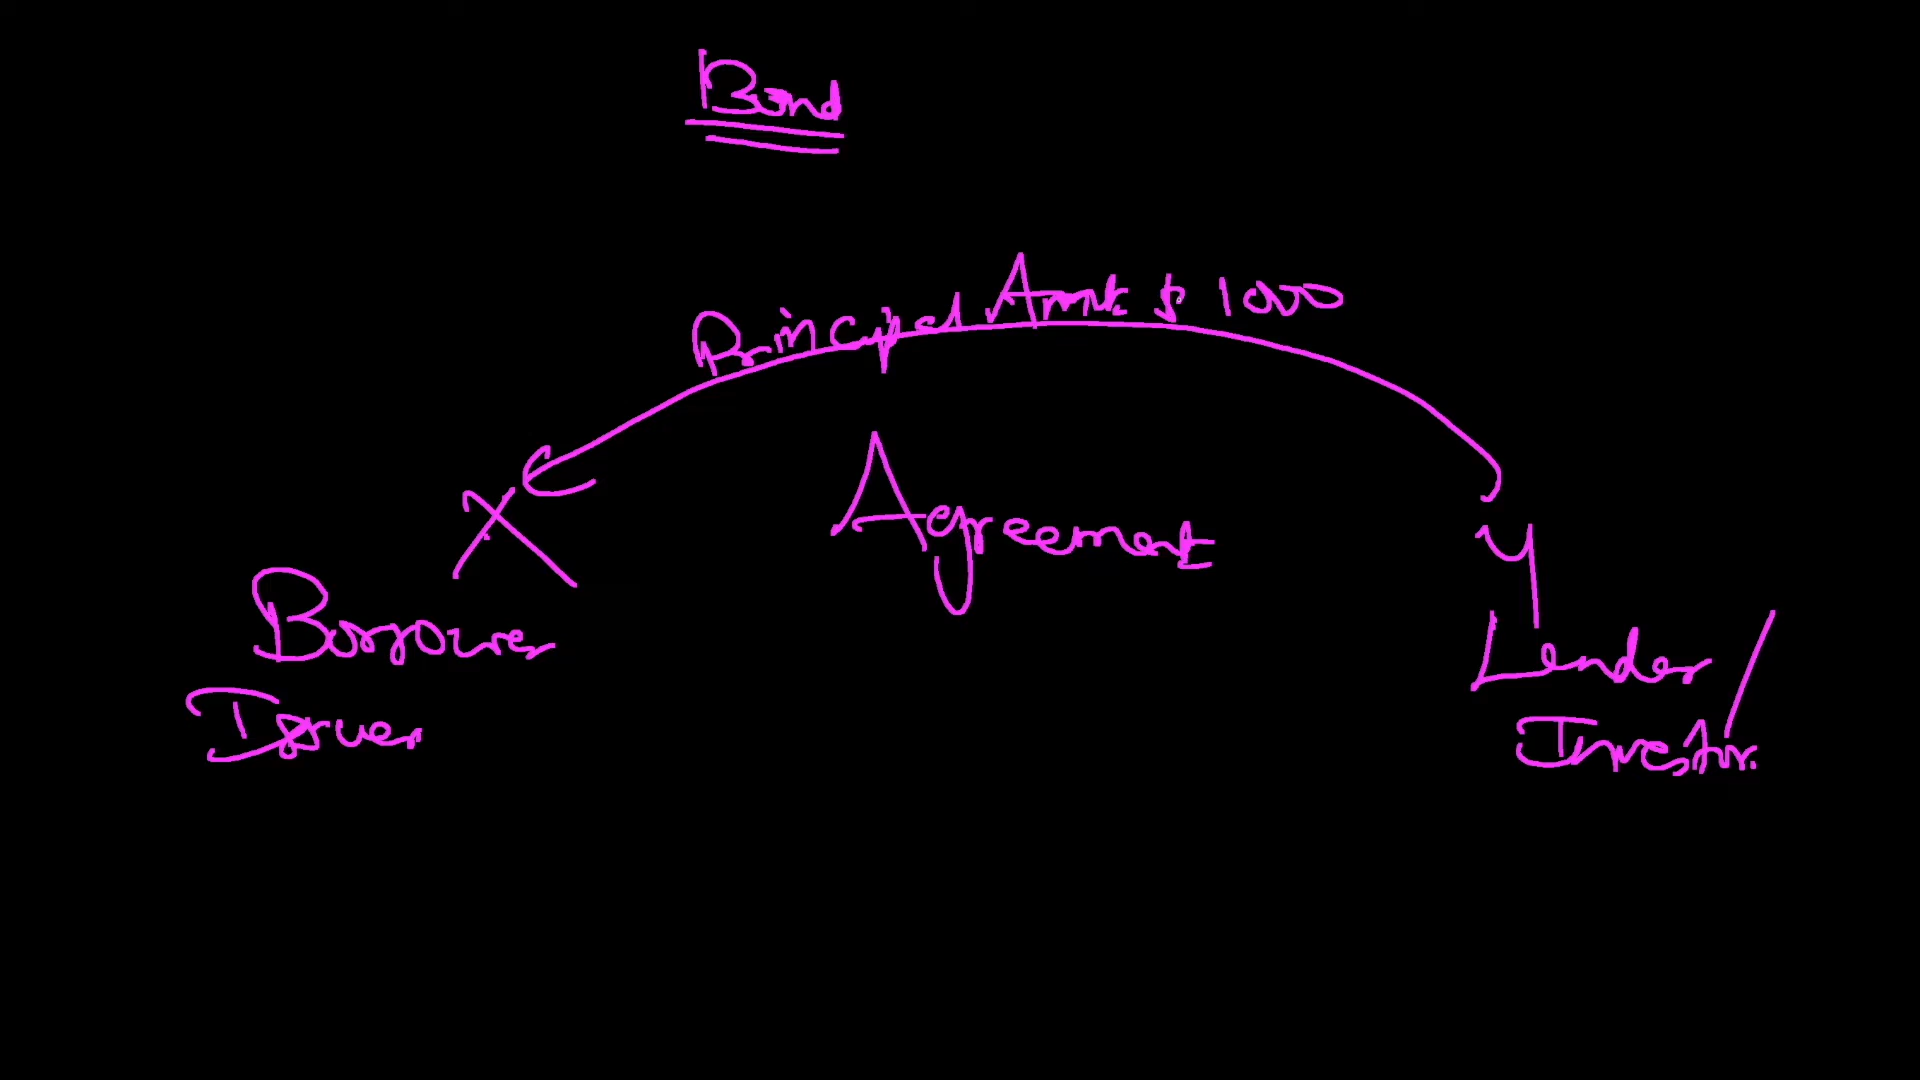 Bond
Principal Amt $ 1000
Agreement
X
Y
Borrower
Lender /
Issuer
Investor.